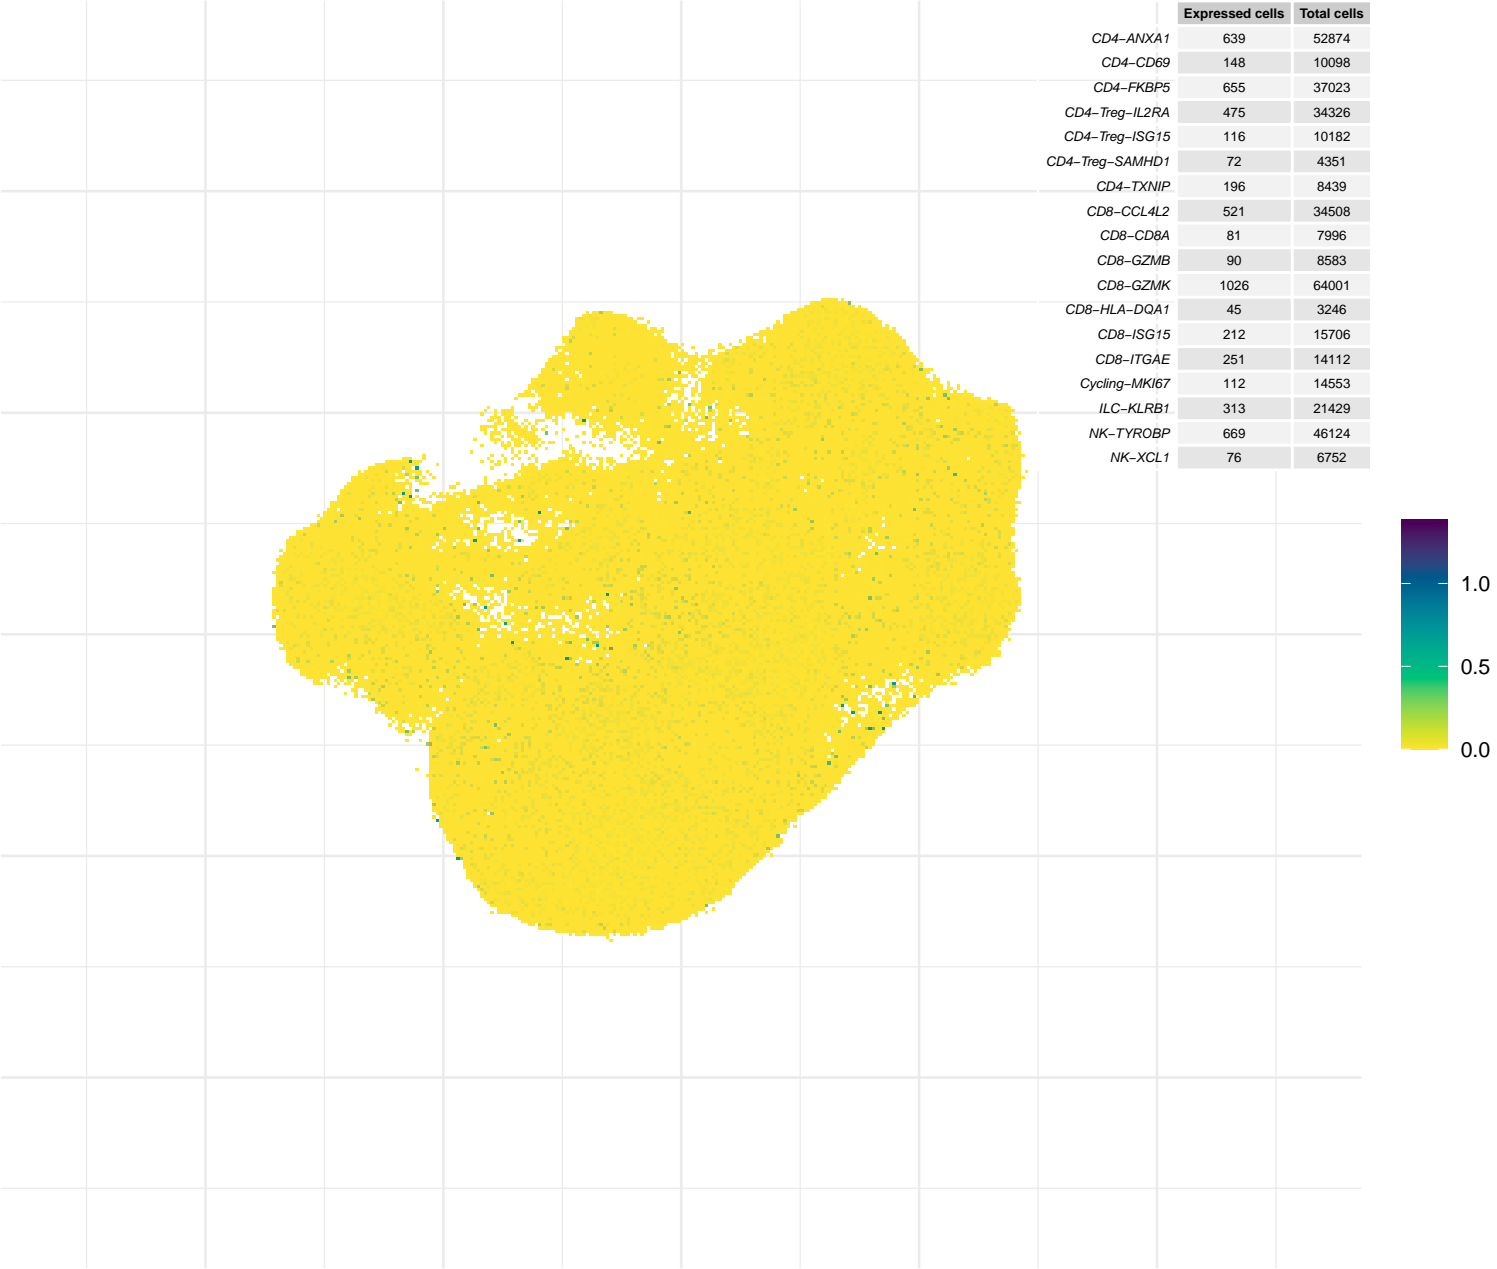 Expressed cells Total cells
CD4−ANXA1 639 52874
CD4−CD69 148 10098
CD4−FKBP5 655 37023
CD4−Treg−IL2RA 475 34326
CD4−Treg−ISG15 116 10182
CD4−Treg−SAMHD1 72 4351
CD4−TXNIP 196 8439
CD8−CCL4L2 521 34508
CD8−CD8A 81 7996
CD8−GZMB 90 8583
CD8−GZMK 1026 64001
CD8−HLA−DQA1 45 3246
CD8−ISG15 212 15706
CD8−ITGAE 251 14112
Cycling−MKI67 112 14553
ILC−KLRB1 313 21429
NK−TYROBP 669 46124
NK−XCL1 76 6752
1.0
0.5
0.0